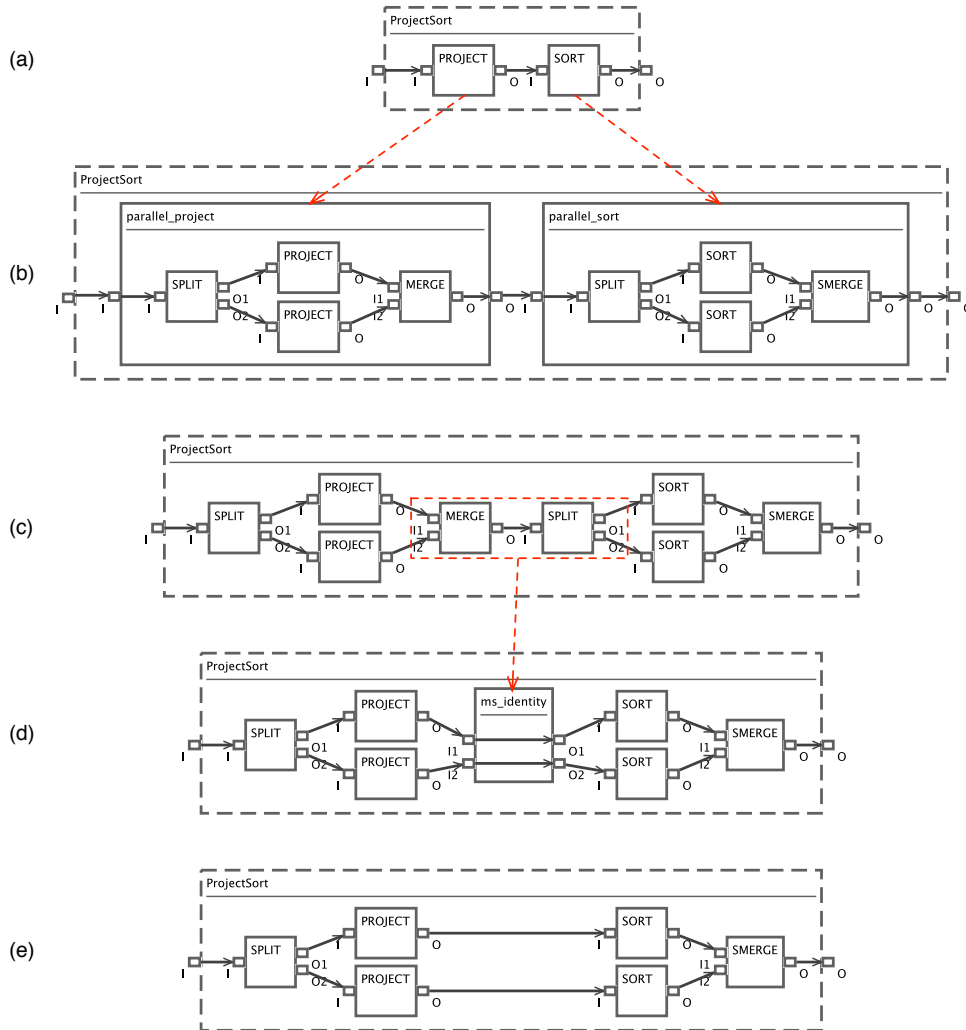 (a)
ProjectSort
PROJECT
SORT
I
I
O
I
O
O
(b)
ProjectSort
parallel_project
parallel_sort
SPLIT
PROJECT
PROJECT
MERGE
SPLIT
SORT
SORT
SMERGE
I
I
I
O1
O2
I
I
O
O
I1
I2
O
O
I
I
O1
O2
I
I
O
O
I1
I2
O
O
O
(c)
ProjectSort
SPLIT
PROJECT
PROJECT
MERGE
SPLIT
SORT
SORT
SMERGE
I
I
O1
O2
I
I
O
O
I1
I2
O
I
O1
O2
I
I
O
O
I1
I2
O
O
(d)
ProjectSort
SPLIT
PROJECT
PROJECT
ms_identity
SORT
SORT
SMERGE
I
I
O1
O2
I
I
O
O
I1
I2
O1
O2
I
I
O
O
I1
I2
O
O
(e)
ProjectSort
SPLIT
PROJECT
PROJECT
SORT
SORT
SMERGE
I
I
O1
O2
I
I
O
O
I
I
O
O
I1
I2
O
O